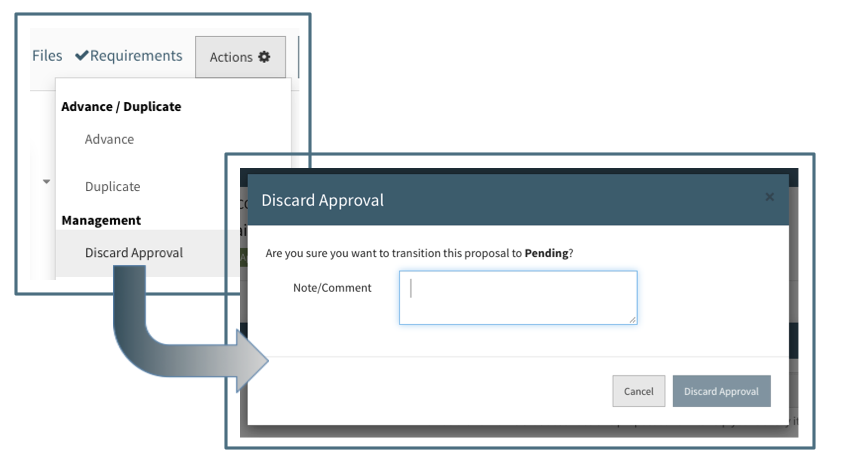 Files ✔Requirements Actions
Advance / Duplicate
Advance
Duplicate
Management
Discard Approval
Discard Approval ×
Are you sure you want to transition this proposal to Pending?
Note/Comment
Cancel Discard Approval